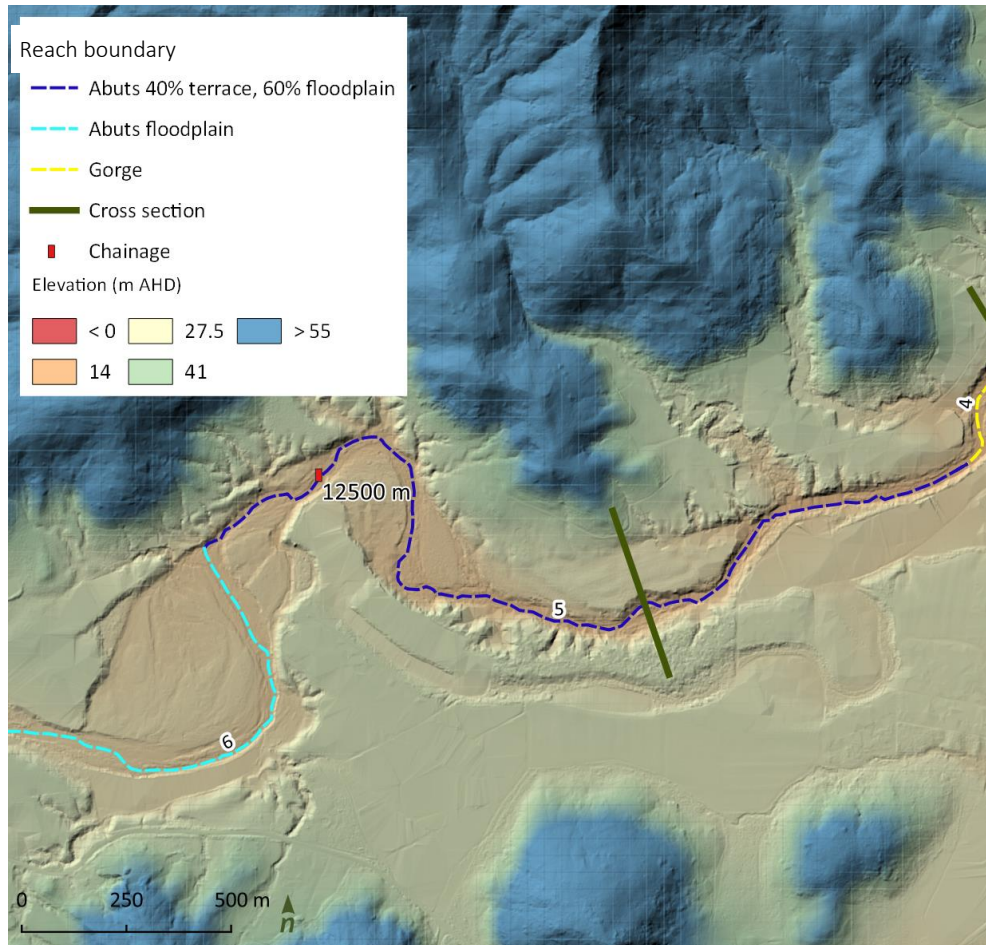 Reach boundary
Abuts 40% terrace, 60% floodplain
Abuts floodplain
Gorge
Cross section
Chainage
Elevation (m AHD)
< 0 27.5 > 55
14 41
4
12500 m
5
6
0 250 500 m
n